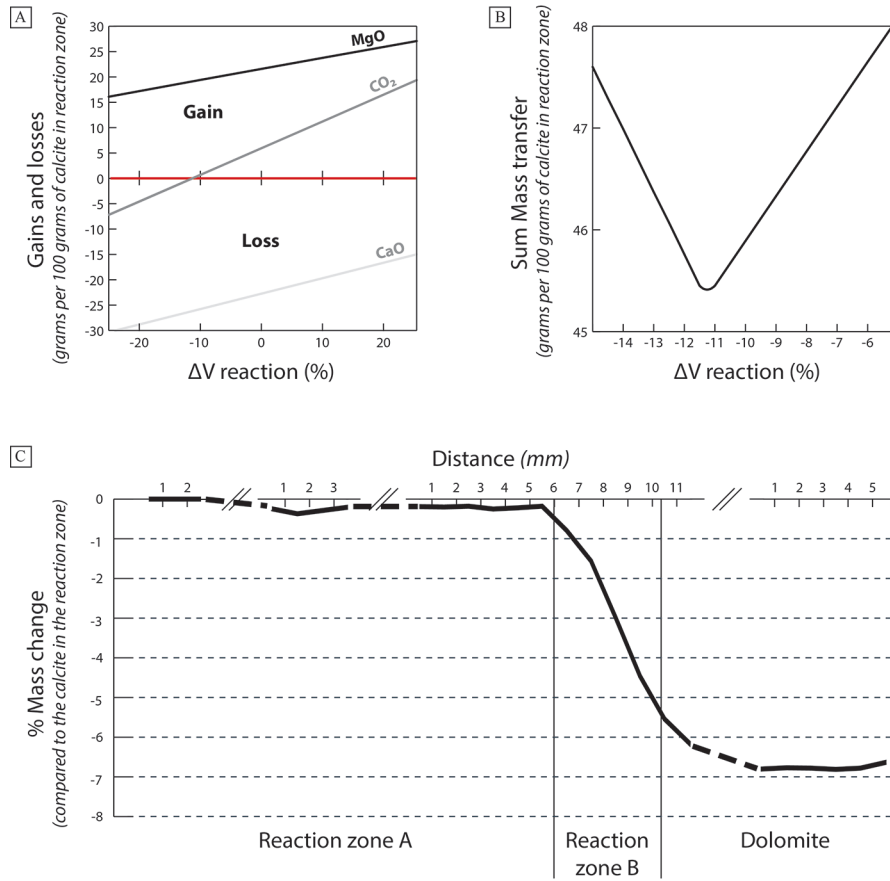 A
Gains and losses
(grams per 100 grams of calcite in reaction zone)
30
25
20
15
10
5
0
-5
-10
-15
-20
-25
-30
MgO
CO₂
Gain
Loss
CaO
-20
-10
0
10
20
ΔV reaction (%)
B
Sum Mass transfer
(grams per 100 grams of calcite in reaction zone)
48
47
46
45
-14
-13
-12
-11
-10
-9
-8
-7
-6
ΔV reaction (%)
C
Distance (mm)
1 2 1 2 3 1 2 3 4 5 6 7 8 9 10 11 1 2 3 4 5
% Mass change
(compared to the calcite in the reaction zone)
0
-1
-2
-3
-4
-5
-6
-7
-8
Reaction zone A
Reaction
zone B
Dolomite